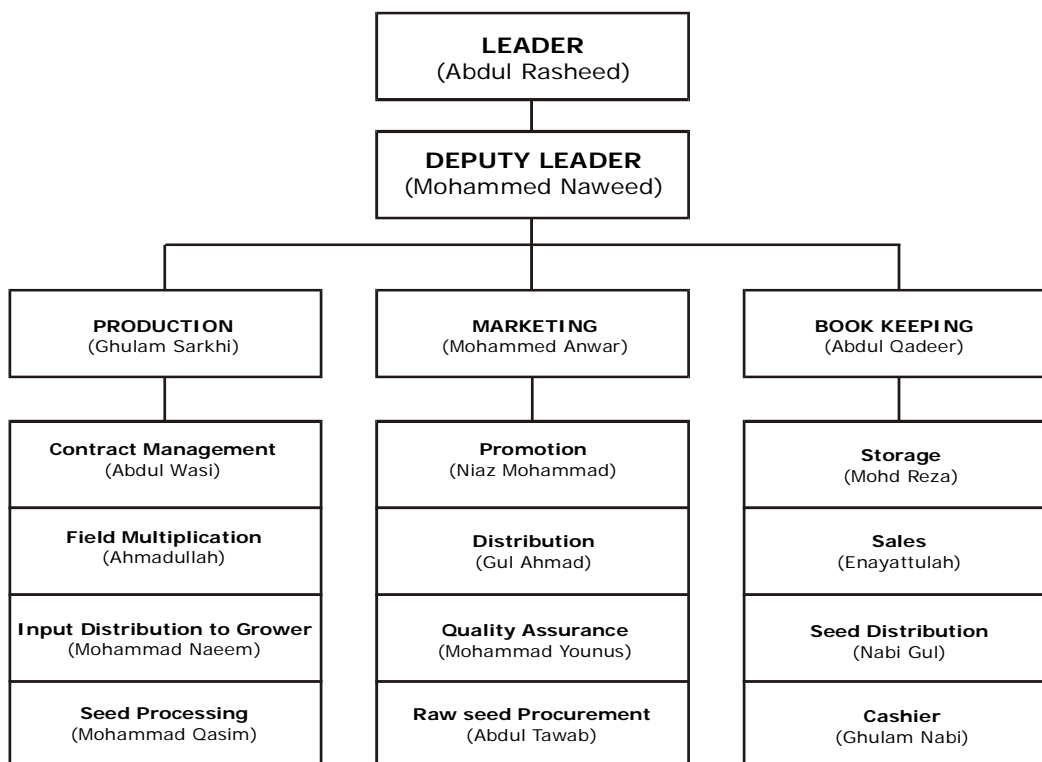 LEADER
(Abdul Rasheed)
DEPUTY LEADER
(Mohammed Naweed)
PRODUCTION
(Ghulam Sarkhi)
MARKETING
(Mohammed Anwar)
BOOK KEEPING
(Abdul Qadeer)
Contract Management
(Abdul Wasi)
Field Multiplication
(Ahmadullah)
Input Distribution to Grower
(Mohammad Naeem)
Seed Processing
(Mohammad Qasim)
Promotion
(Niaz Mohammad)
Distribution
(Gul Ahmad)
Quality Assurance
(Mohammad Younus)
Raw seed Procurement
(Abdul Tawab)
Storage
(Mohd Reza)
Sales
(Enayattulah)
Seed Distribution
(Nabi Gul)
Cashier
(Ghulam Nabi)